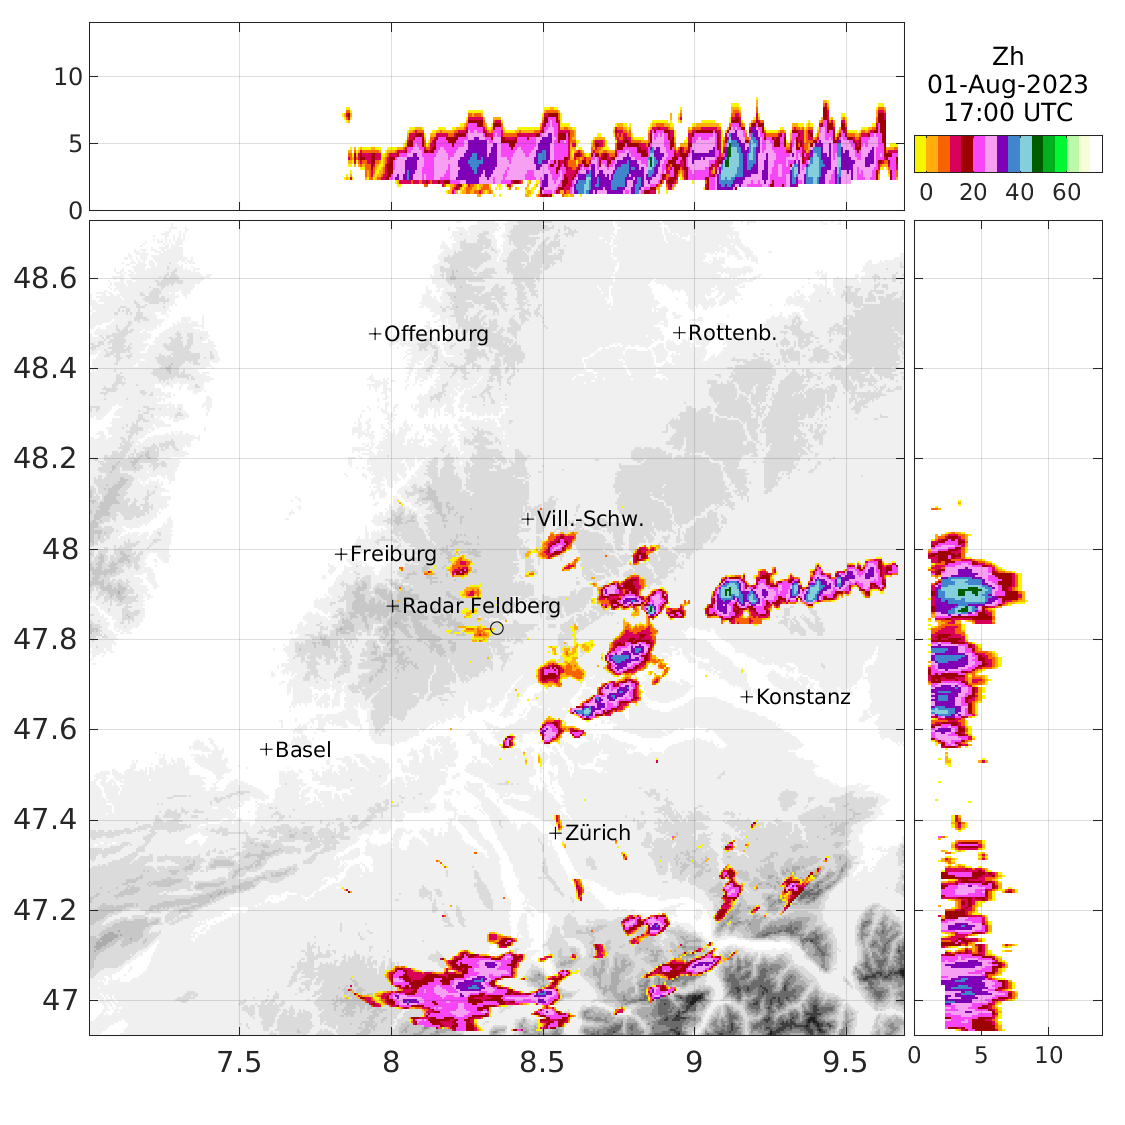 Zh
01-Aug-2023
17:00 UTC
0 20 40 60
10
5
0
48.6
48.4
48.2
48
47.8
47.6
47.4
47.2
47
Offenburg
Rottenb.
Vill.-Schw.
Freiburg
Radar Feldberg
Konstanz
Basel
Zürich
7.5 8 8.5 9 9.5
0 5 10